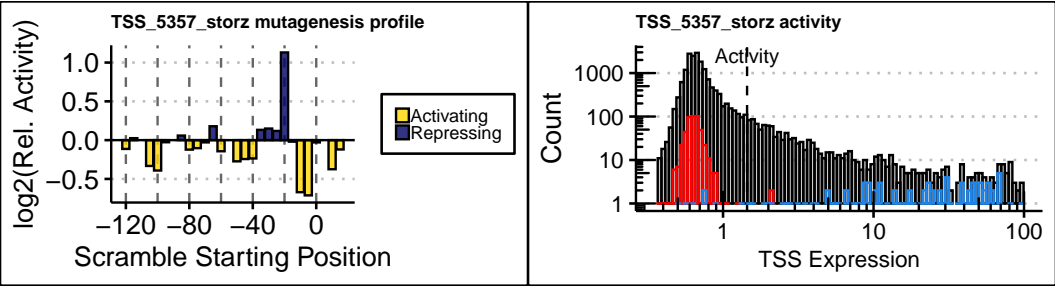 TSS_5357_storz mutagenesis profile
log2(Rel. Activity)
1.0
0.5
0.0
−0.5
−120 −80 −40 0
Scramble Starting Position
Activating
Repressing
TSS_5357_storz activity
Activity
Count
1000
100
10
1
1 10 100
TSS Expression